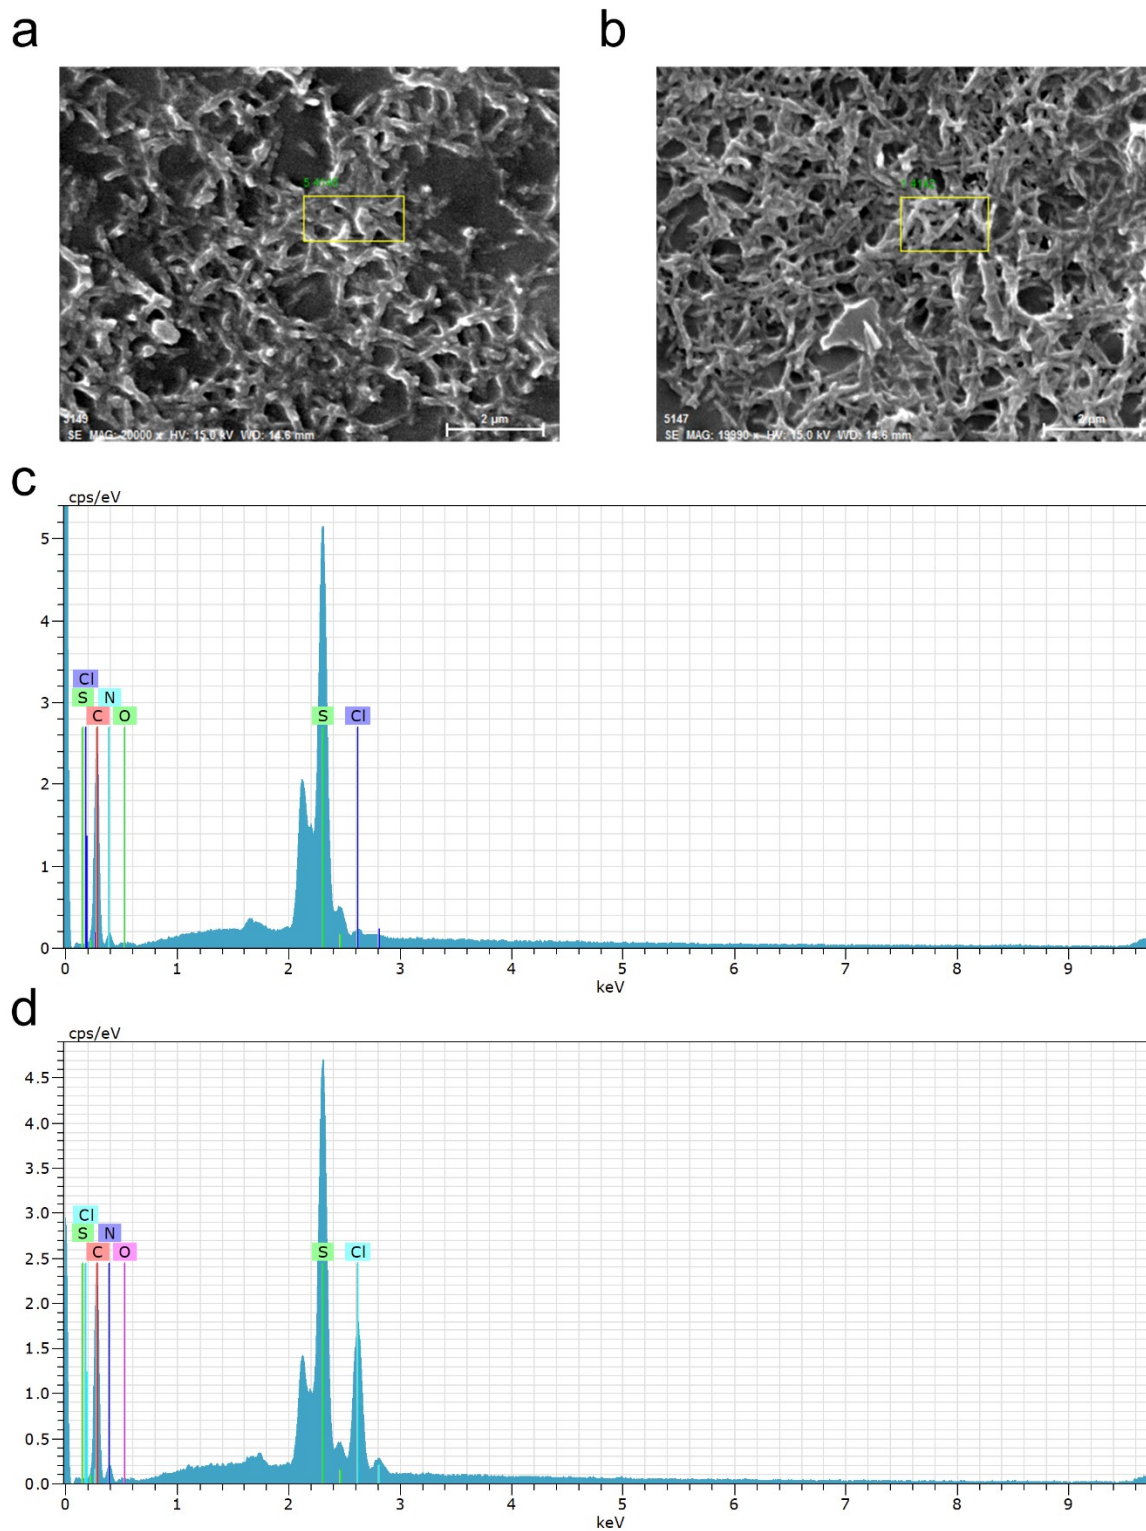 a
b
5149
2 µm
SE MAG: 20000 x HV: 15.0 kV WD: 14.6 mm
5147
2 µm
SE MAG: 19990 x HV: 15.0 kV WD: 14.6 mm
c
cps/eV
5
4
3
2
1
0
Cl
S N
C O
S Cl
0 1 2 3 4 5 6 7 8 9
keV
d
cps/eV
4.5
4.0
3.5
3.0
2.5
2.0
1.5
1.0
0.5
0.0
Cl
S N
C O
S Cl
0 1 2 3 4 5 6 7 8 9
keV